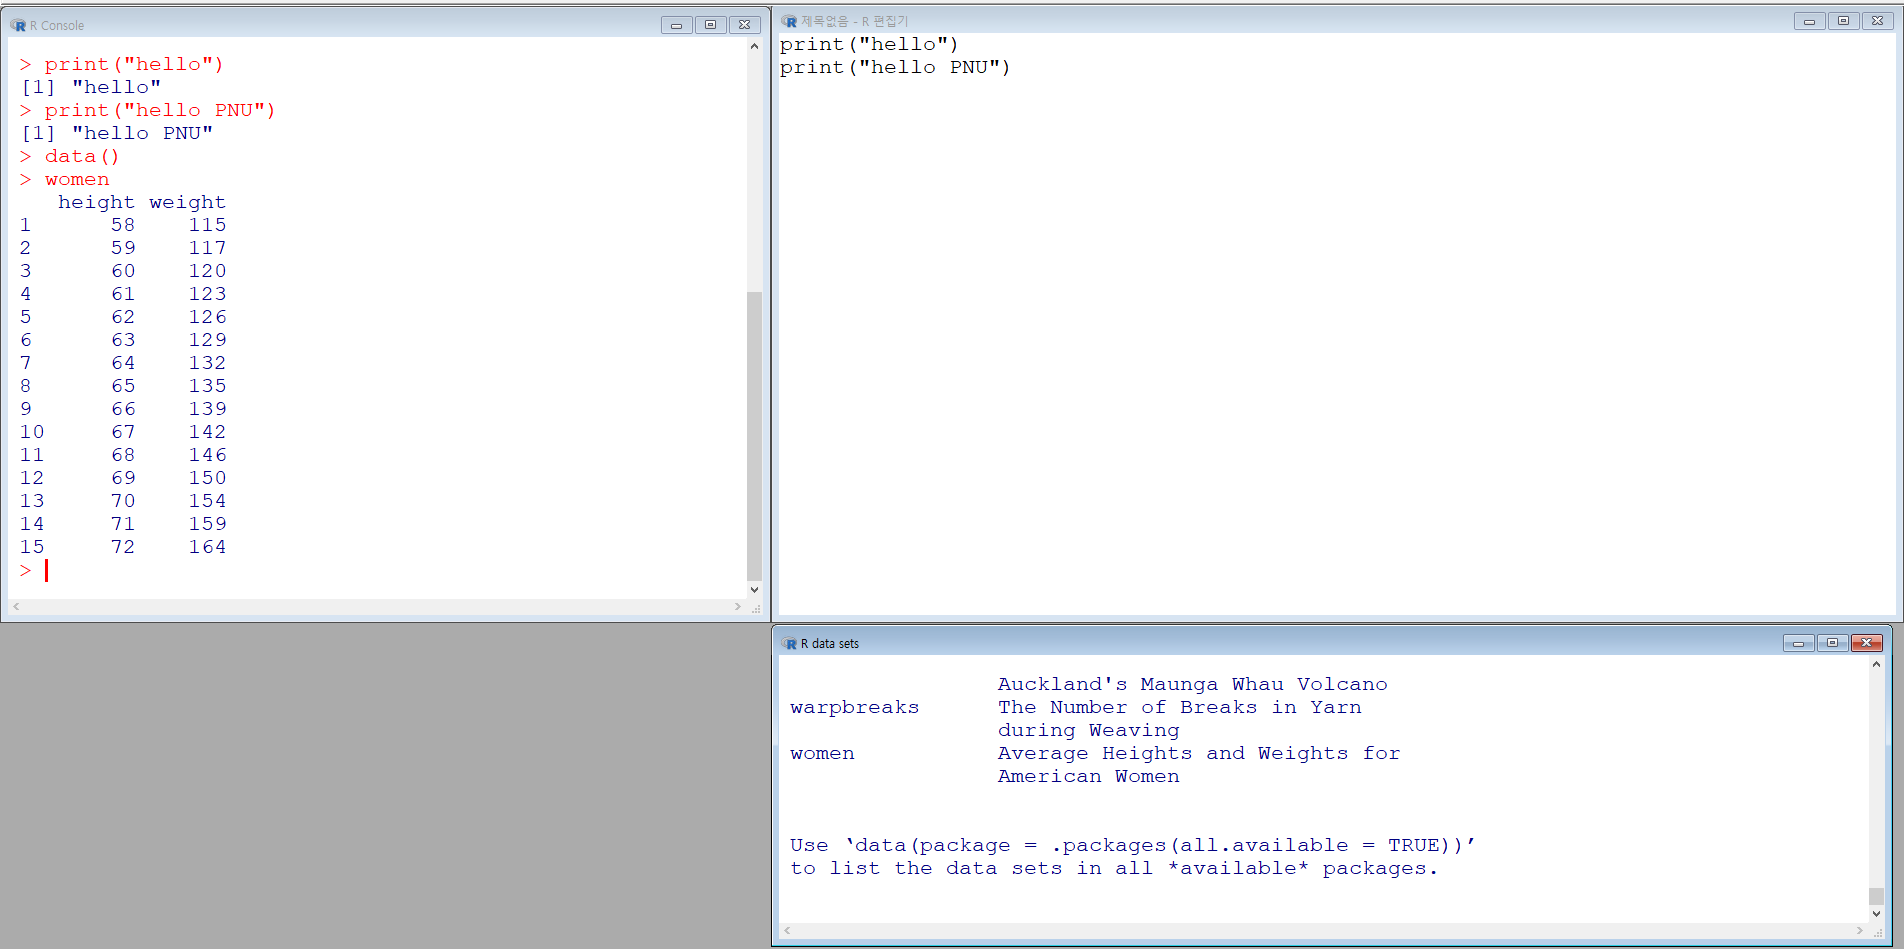 R Console
> print("hello")
[1] "hello"
> print("hello PNU")
[1] "hello PNU"
> data()
> women
   height weight
1      58    115
2      59    117
3      60    120
4      61    123
5      62    126
6      63    129
7      64    132
8      65    135
9      66    139
10     67    142
11     68    146
12     69    150
13     70    154
14     71    159
15     72    164
>
제목없음 - R 편집기
print("hello")
print("hello PNU")
R data sets
Auckland's Maunga Whau Volcano
warpbreaks      The Number of Breaks in Yarn
during Weaving
women           Average Heights and Weights for
American Women
Use ‘data(package = .packages(all.available = TRUE))’
to list the data sets in all *available* packages.